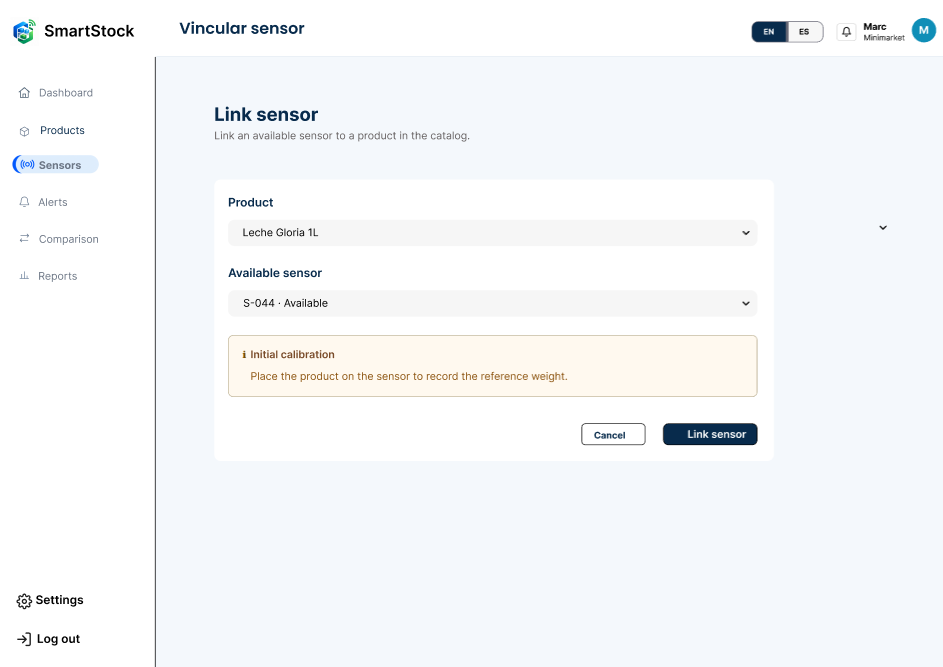 SmartStock
Vincular sensor
EN
ES
Marc
Minimarket
M
Dashboard
Products
Sensors
Alerts
Comparison
Reports
Link sensor
Link an available sensor to a product in the catalog.
Product
Leche Gloria 1L
Available sensor
S-044 · Available
ℹ Initial calibration
Place the product on the sensor to record the reference weight.
Cancel
Link sensor
Settings
Log out